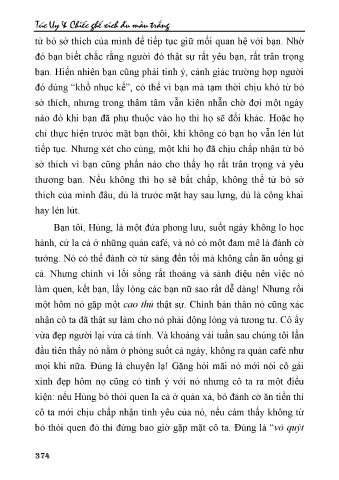 Túc Uy & Chiếc ghế xích đu màu trắng
từ bỏ sở thích của mình để tiếp tục giữ mối quan hệ với bạn. Nhờ
đó bạn biết chắc rằng người đó thật sự rất yêu bạn, rất trân trọng
bạn. Hiển nhiên bạn cũng phải tinh ý, cảnh giác trường hợp người
đó dùng “khổ nhục kế”, có thể vì bạn mà tạm thời chịu khó từ bỏ
sở thích, nhưng trong thâm tâm vẫn kiên nhẫn chờ đợi một ngày
nào đó khi bạn đã phụ thuộc vào họ thì họ sẽ đổi khác. Hoặc họ
chỉ thực hiện trước mặt bạn thôi, khi không có bạn họ vẫn lén lút
tiếp tục. Nhưng xét cho cùng, một khi họ đã chịu chấp nhận từ bỏ
sở thích vì bạn cũng phần nào cho thấy họ rất trân trọng và yêu
thương bạn. Nếu không thì họ sẽ bất chấp, không thể từ bỏ sở
thích của mình đâu, dù là trước mặt hay sau lưng, dù là công khai
hay lén lút.
Bạn tôi, Hùng, là một đứa phong lưu, suốt ngày không lo học
hành, cứ la cà ở những quán café, và nó có một đam mê là đánh cờ
tướng. Nó có thể đánh cờ từ sáng đến tối mà không cần ăn uống gì
cả. Nhưng chính vì lối sống rất thoáng và sành điệu nên việc nó
làm quen, kết bạn, lấy lòng các bạn nữ sao rất dễ dàng! Nhưng rồi
một hôm nó gặp một cao thủ thật sự. Chính bản thân nó cũng xác
nhận cô ta đã thật sự làm cho nó phải động lòng và tương tư. Cô ấy
vừa đẹp người lại vừa cá tính. Và khoảng vài tuần sau chúng tôi lần
đầu tiên thấy nó nằm ở phòng suốt cả ngày, không ra quán café như
mọi khi nữa. Đúng là chuyện lạ! Gặng hỏi mãi nó mới nói cô gái
xinh đẹp hôm nọ cũng có tình ý với nó nhưng cô ta ra một điều
kiện: nếu Hùng bỏ thói quen la cà ở quán xá, bỏ đánh cờ ăn tiền thì
cô ta mới chịu chấp nhận tình yêu của nó, nếu cảm thấy không từ
bỏ thói quen đó thì đừng bao giờ gặp mặt cô ta. Đúng là “vỏ quýt
374